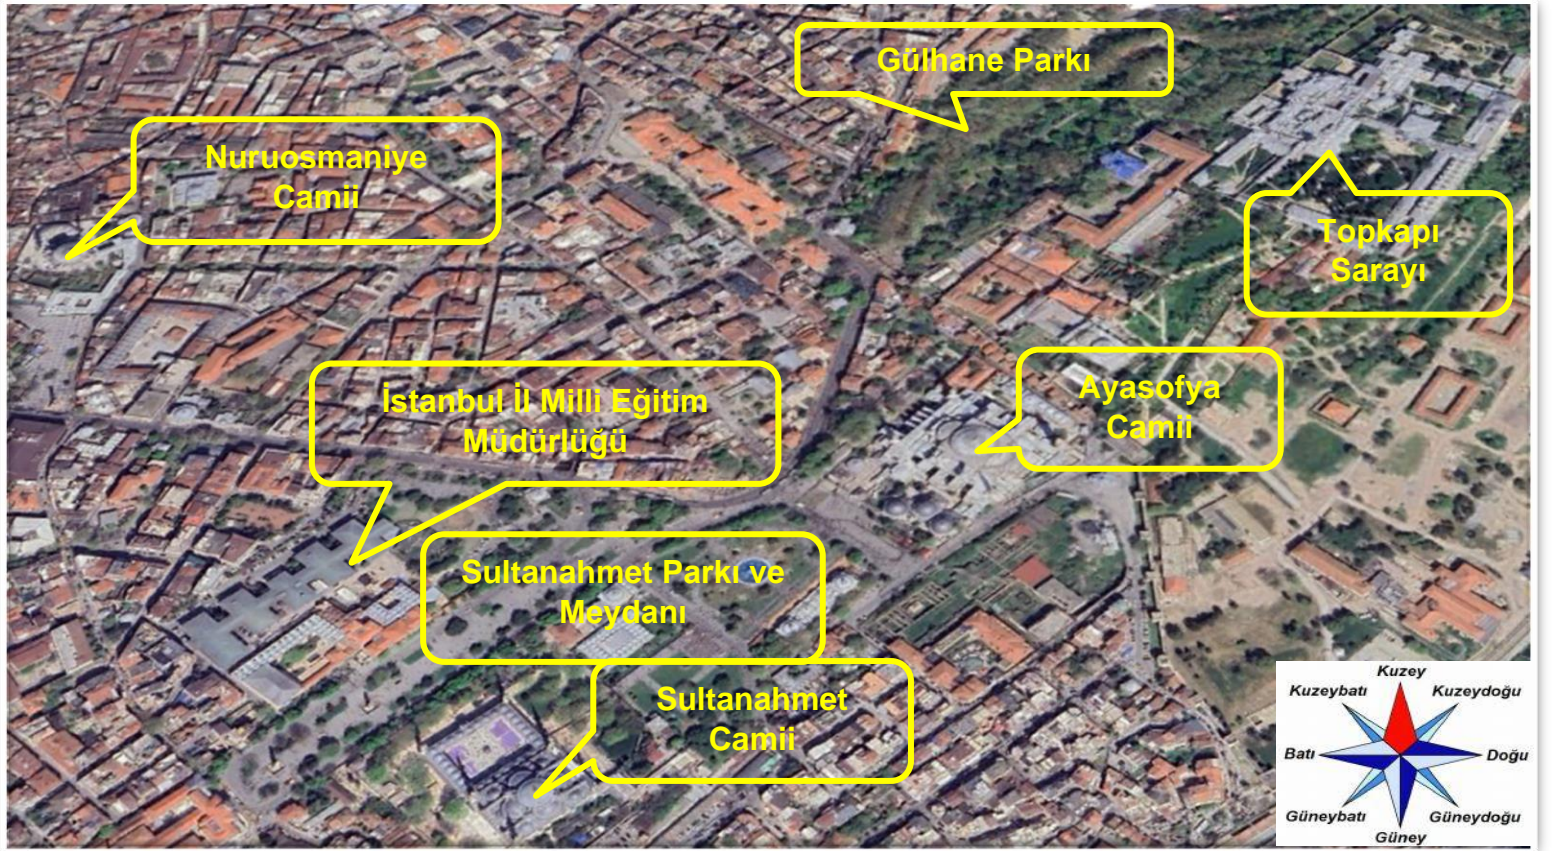 Gülhane Parkı
Nuruosmaniye
Camii
Topkapı
Sarayı
İstanbul İl Milli Eğitim
Müdürlüğü
Ayasofya
Camii
Sultanahmet Parkı ve
Meydanı
Sultanahmet
Camii
Kuzey
Kuzeybatı
Kuzeydoğu
Batı
Doğu
Güneybatı
Güneydoğu
Güney